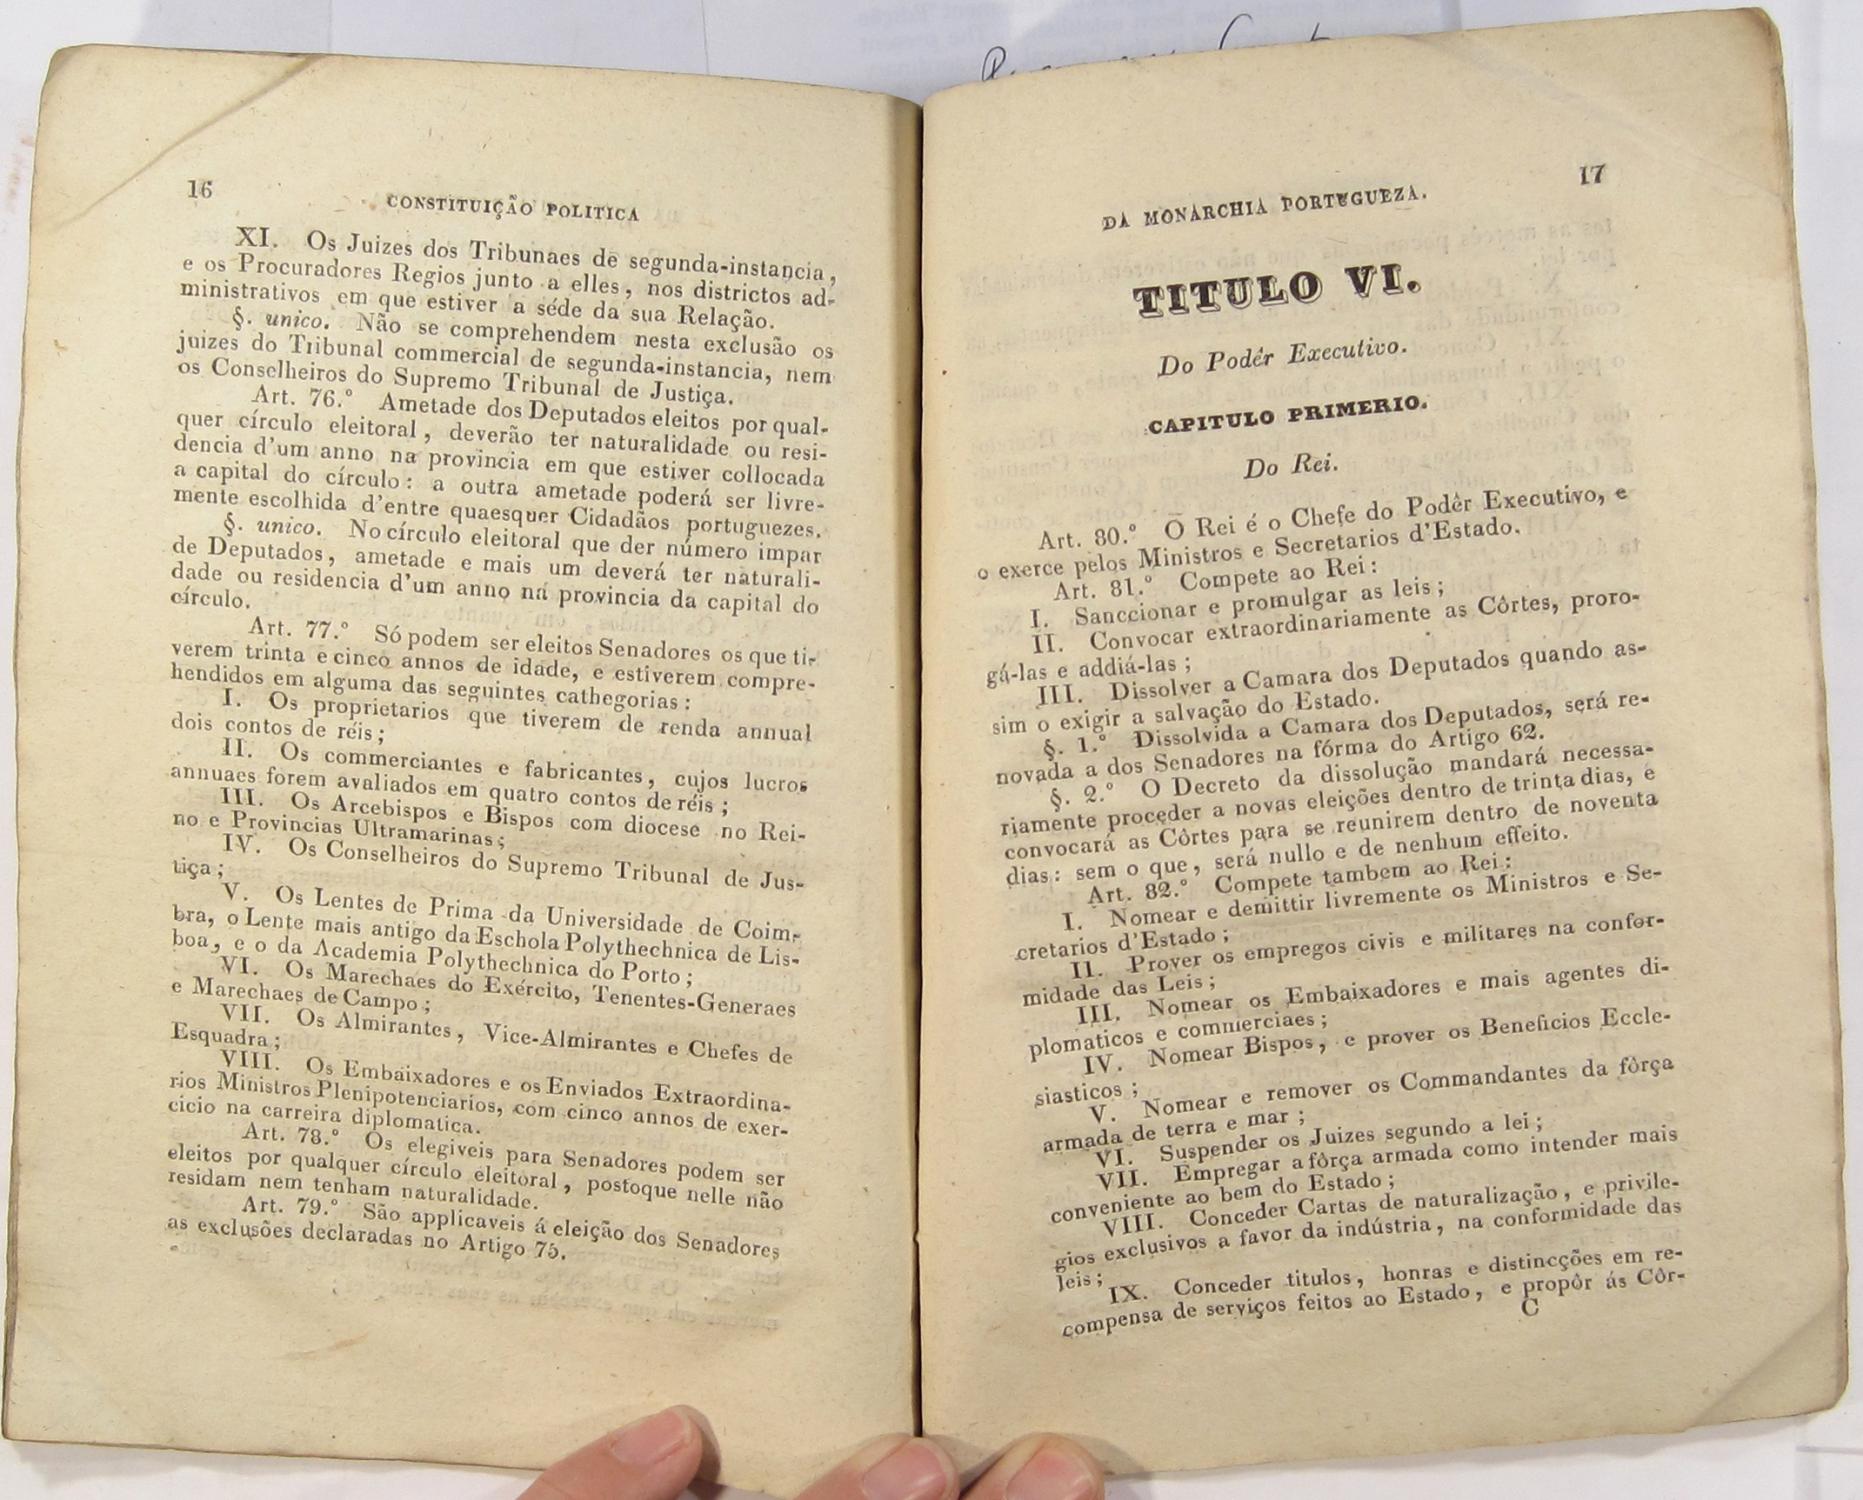 16
CONSTITUIÇÃO POLITICA
XI. Os Juizes dos Tribunaes de segunda-instancia,
e os Procuradores Regios junto a elles, nos districtos ad-
ministrativos em que estiver a séde da sua Relação.
§. unico. Não se comprehendem nesta exclusão os
juizes do Tribunal commercial de segunda-instancia, nem
os Conselheiros do Supremo Tribunal de Justiça.
Art. 76.º Ametade dos Deputados eleitos por qual-
quer círculo eleitoral, deverão ter naturalidade ou resi-
dencia d'um anno na provincia em que estiver collocada
a capital do círculo: a outra ametade poderá ser livre-
mente escolhida d'entre quaesquer Cidadãos portuguezes.
§. unico. No círculo eleitoral que der número impar
de Deputados, ametade e mais um deverá ter naturali-
dade ou residencia d'um anno ná provincia da capital do
círculo.
Art. 77.º Só podem ser eleitos Senadores os que ti-
verem trinta e cinco annos de idade, e estiverem compre-
hendidos em alguma das seguintes cathegorias:
I. Os proprietarios que tiverem de renda annual
dois contos de réis;
II. Os commerciantes e fabricantes, cujos lucros
annuaes forem avaliados em quatro contos de réis;
III. Os Arcebispos e Bispos com diocese no Rei-
no e Provincias Ultramarinas;
IV. Os Conselheiros do Supremo Tribunal de Jus-
tiça;
V. Os Lentes de Prima da Universidade de Coim-
bra, o Lente mais antigo da Eschola Polythechnica de Lis-
boa, e o da Academia Polythechnica do Porto;
VI. Os Marechaes do Exército, Tenentes-Generaes
e Marechaes de Campo;
VII. Os Almirantes, Vice-Almirantes e Chefes de
Esquadra;
VIII. Os Embaixadores e os Enviados Extraordina-
rios Ministros Plenipotenciarios, com cinco annos de exer-
cicio na carreira diplomatica.
Art. 78.º Os elegiveis para Senadores podem ser
eleitos por qualquer círculo eleitoral, postoque nelle não
residam nem tenham naturalidade.
Art. 79.º São applicaveis á eleição dos Senadores
as exclusões declaradas no Artigo 75.
17
DA MONARCHIA PORTUGUEZA.
TITULO VI.
Do Podêr Executivo.
CAPITULO PRIMERIO.
Do Rei.
Art. 80.º O Rei é o Chefe do Podêr Executivo, e
o exerce pelos Ministros e Secretarios d'Estado.
Art. 81.º Compete ao Rei:
I. Sanccionar e promulgar as leis;
II. Convocar extraordinariamente as Côrtes, proro-
gá-las e addiá-las;
III. Dissolver a Camara dos Deputados quando as-
sim o exigir a salvação do Estado.
§. 1.º Dissolvida a Camara dos Deputados, será re-
novada a dos Senadores na fórma do Artigo 62.
§. 2.º O Decreto da dissolução mandará necessa-
riamente proceder a novas eleições dentro de trinta dias, e
convocará as Côrtes para se reunirem dentro de noventa
dias: sem o que, será nullo e de nenhum effeito.
Art. 82.º Compete tambem ao Rei:
I. Nomear e demittir livremente os Ministros e Se-
cretarios d'Estado;
II. Prover os empregos civis e militares na confor-
midade das Leis;
III. Nomear os Embaixadores e mais agentes di-
plomaticos e commerciaes;
IV. Nomear Bispos, e prover os Beneficios Eccle-
siasticos;
V. Nomear e remover os Commandantes da fôrça
armada de terra e mar;
VI. Suspender os Juizes segundo a lei;
VII. Empregar a fôrça armada como intender mais
conveniente ao bem do Estado;
VIII. Conceder Cartas de naturalização, e privile-
gios exclusivos a favor da indústria, na conformidade das
leis;
IX. Conceder titulos, honras e distincções em re-
compensa de serviços feitos ao Estado, e propôr ás Côr-
C